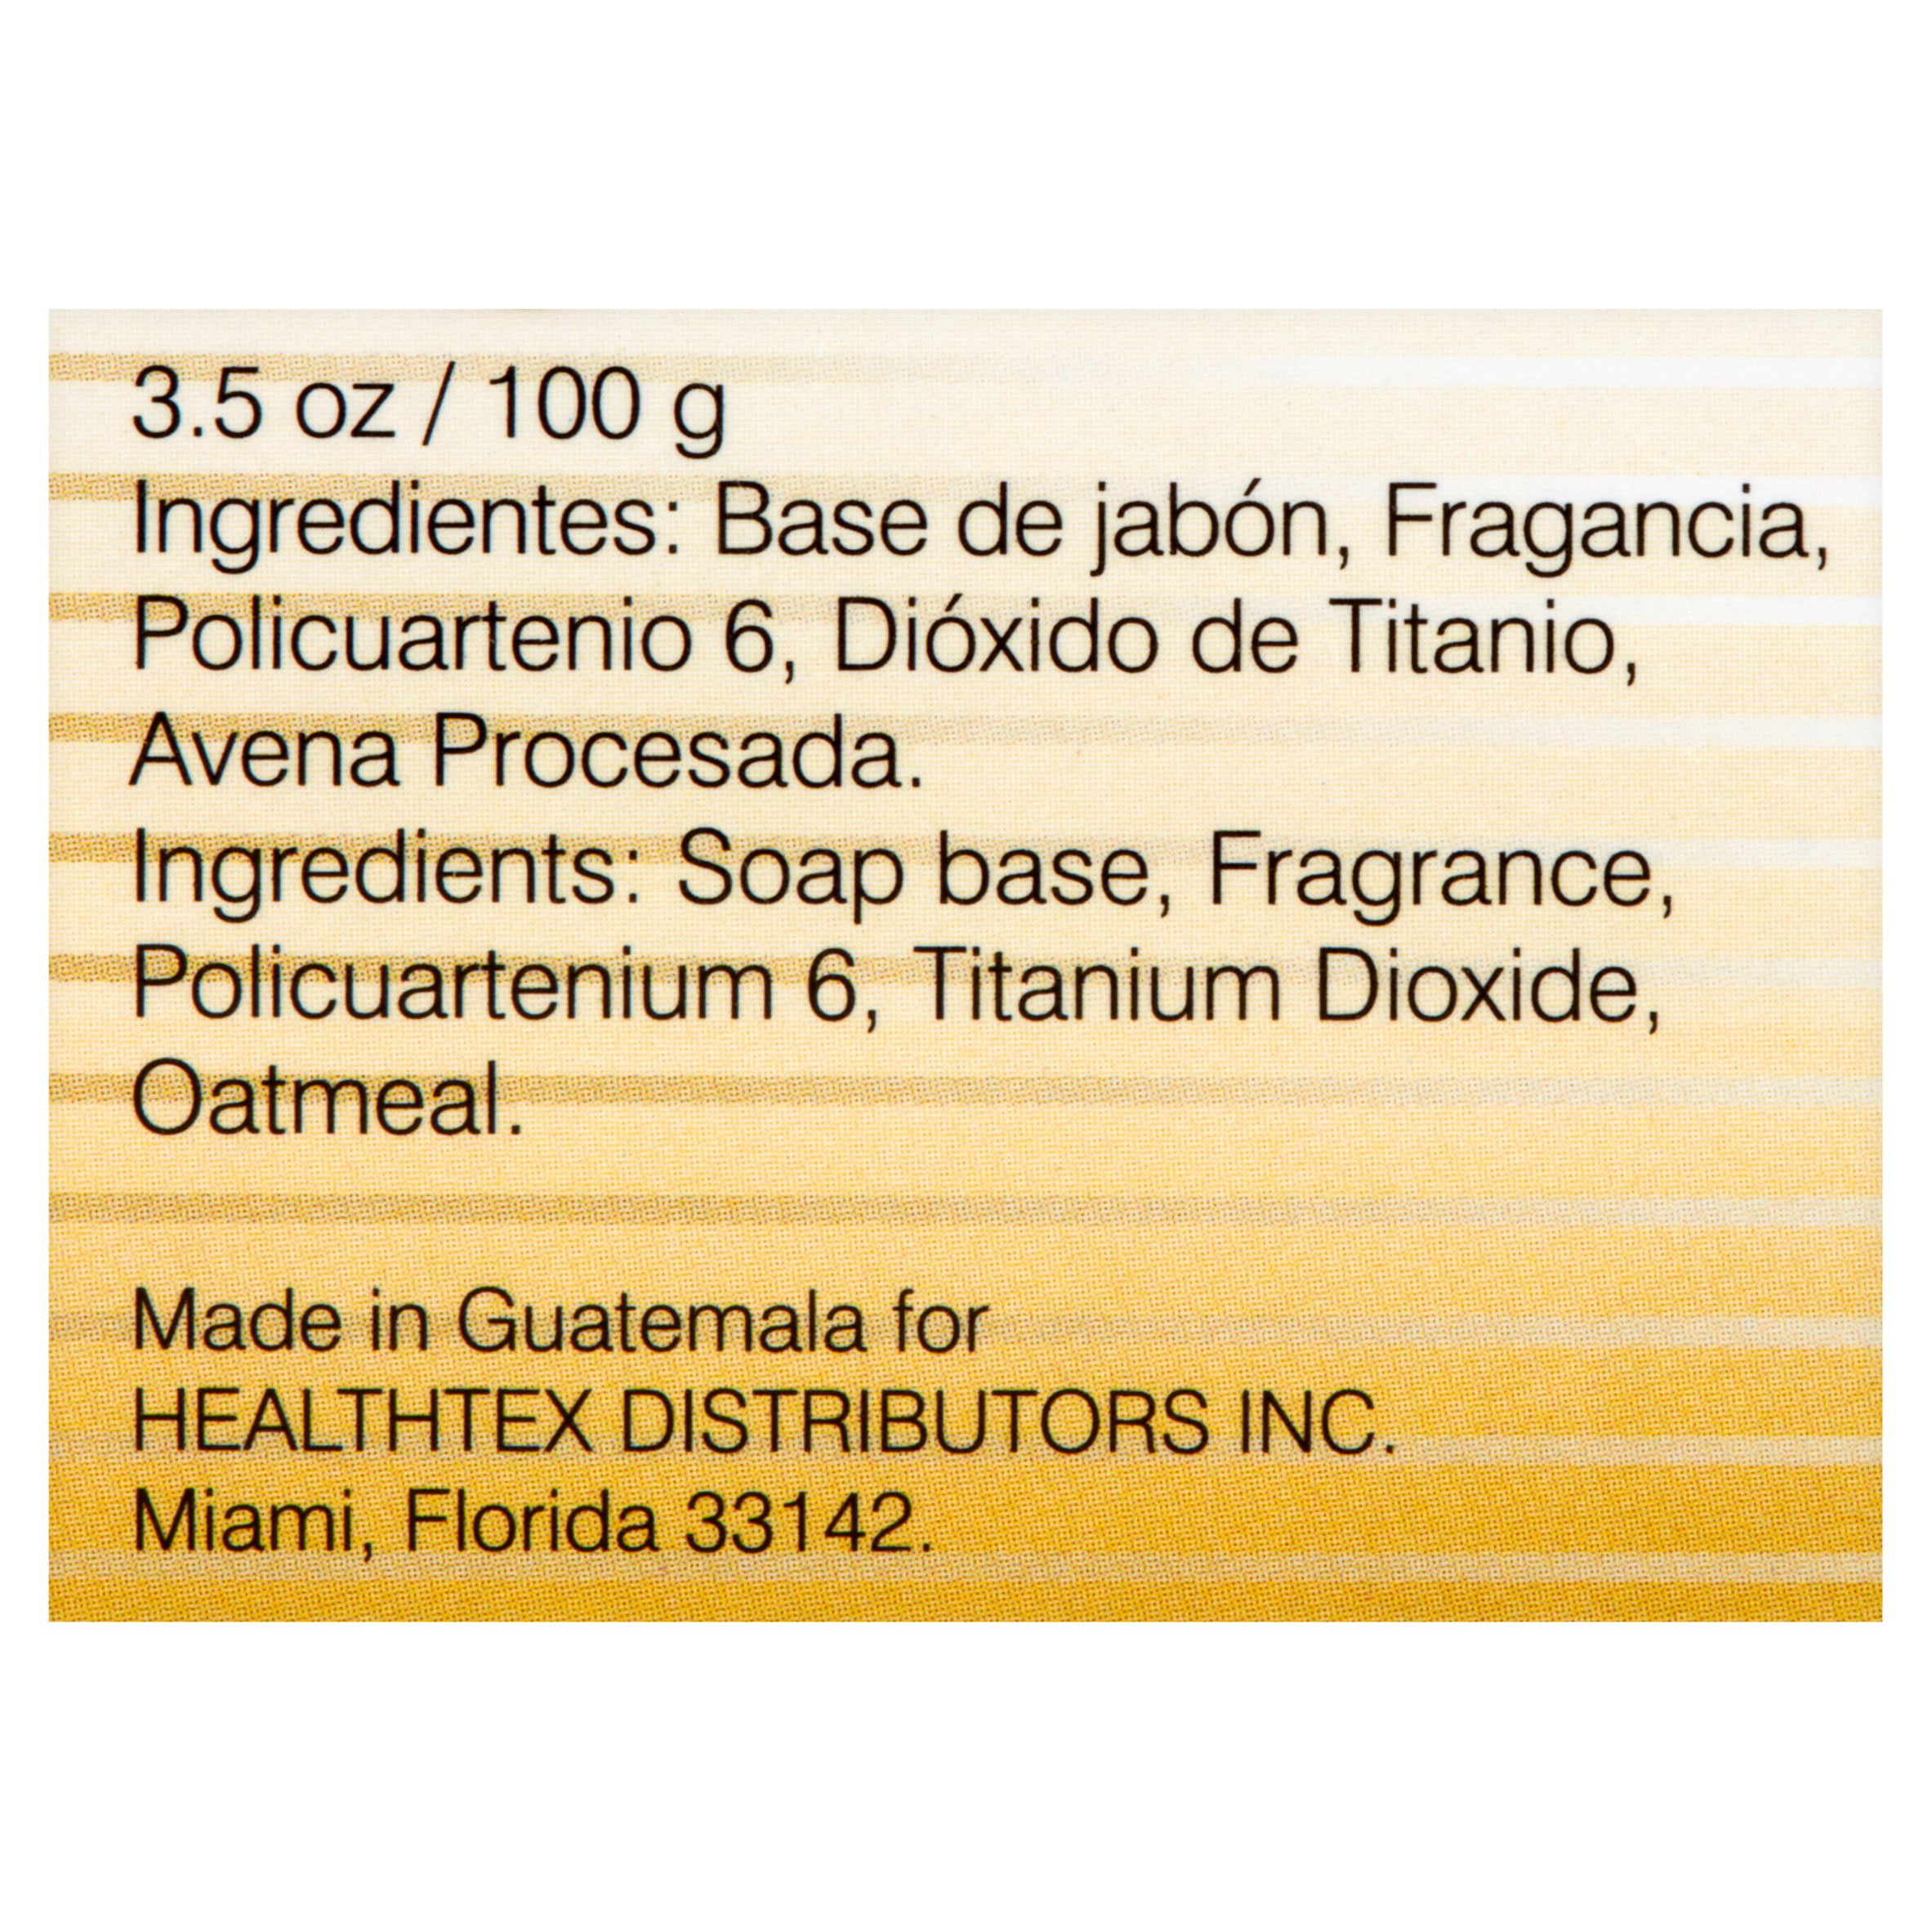 3.5 oz / 100 g
Ingredientes: Base de jabón, Fragancia,
Policuartenio 6, Dióxido de Titanio,
Avena Procesada.
Ingredients: Soap base, Fragrance,
Policuartenium 6, Titanium Dioxide,
Oatmeal.
Made in Guatemala for
HEALTHTEX DISTRIBUTORS INC.
Miami, Florida 33142.